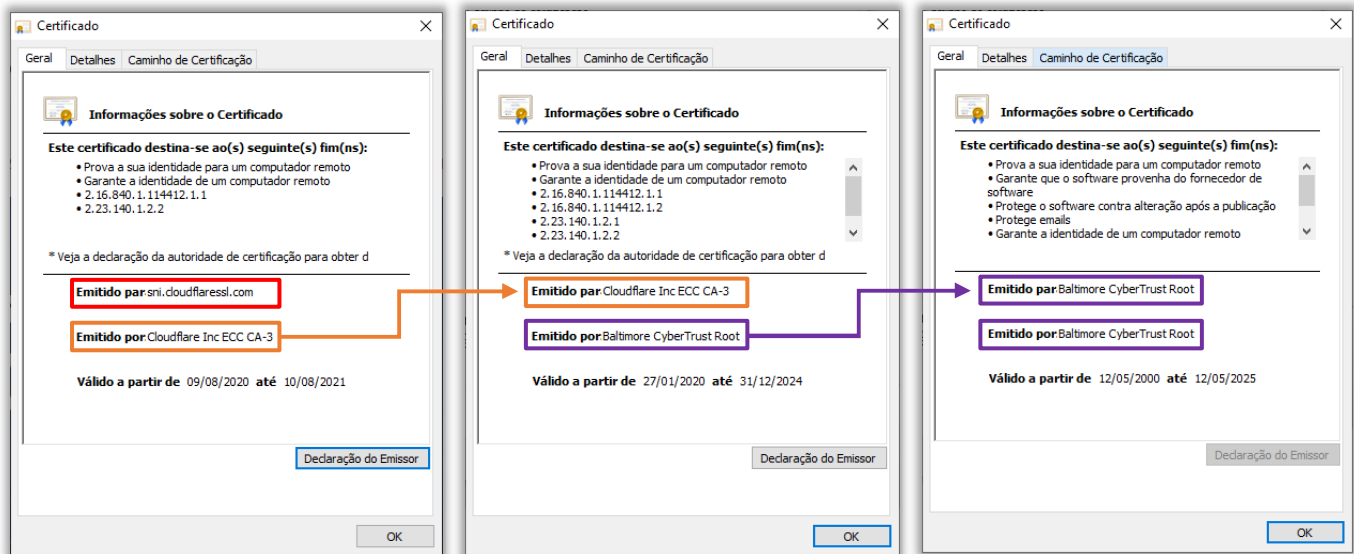 Certificado
Geral Detalhes Caminho de Certificação
Informações sobre o Certificado
Este certificado destina-se ao(s) seguinte(s) fim(ns):
• Prova a sua identidade para um computador remoto
• Garante a identidade de um computador remoto
• 2.16.840.1.114412.1.1
• 2.23.140.1.2.2
* Veja a declaração da autoridade de certificação para obter d
Emitido par sni.cloudflaressl.com
Emitido por Cloudflare Inc ECC CA-3
Válido a partir de 09/08/2020 até 10/08/2021
Declaração do Emissor
OK
Certificado
Geral Detalhes Caminho de Certificação
Informações sobre o Certificado
Este certificado destina-se ao(s) seguinte(s) fim(ns):
• Prova a sua identidade para um computador remoto
• Garante a identidade de um computador remoto
• 2.16.840.1.114412.1.1
• 2.16.840.1.114412.1.2
• 2.23.140.1.2.1
• 2.23.140.1.2.2
* Veja a declaração da autoridade de certificação para obter d
Emitido par Cloudflare Inc ECC CA-3
Emitido por Baltimore CyberTrust Root
Válido a partir de 27/01/2020 até 31/12/2024
Declaração do Emissor
OK
Certificado
Geral Detalhes Caminho de Certificação
Informações sobre o Certificado
Este certificado destina-se ao(s) seguinte(s) fim(ns):
• Prova a sua identidade para um computador remoto
• Garante que o software provenha do fornecedor de
software
• Protege o software contra alteração após a publicação
• Protege emails
• Garante a identidade de um computador remoto
Emitido par Baltimore CyberTrust Root
Emitido por Baltimore CyberTrust Root
Válido a partir de 12/05/2000 até 12/05/2025
Declaração do Emissor
OK